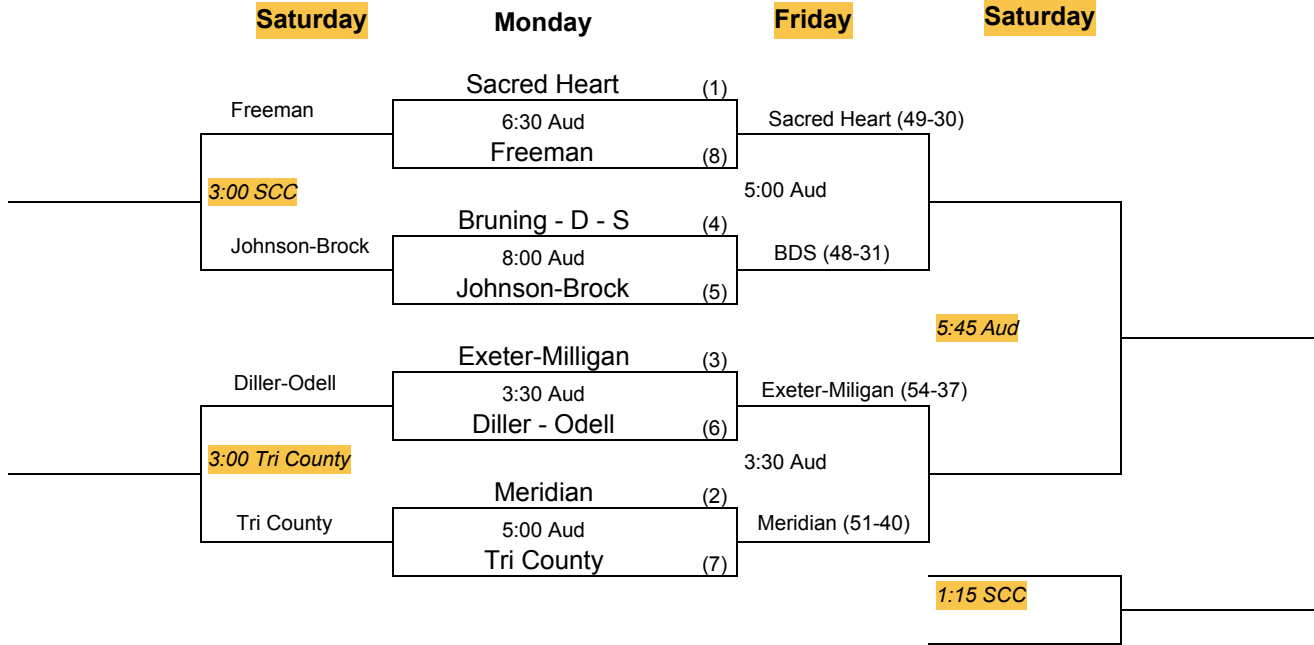 Saturday Monday Friday Saturday
Sacred Heart (1)
Freeman 6:30 Aud Sacred Heart (49-30)
Freeman (8)
3:00 SCC 5:00 Aud
Bruning - D - S (4)
Johnson-Brock 8:00 Aud BDS (48-31)
Johnson-Brock (5)
5:45 Aud
Exeter-Milligan (3)
Diller-Odell 3:30 Aud Exeter-Miligan (54-37)
Diller - Odell (6)
3:00 Tri County 3:30 Aud
Meridian (2)
Tri County 5:00 Aud Meridian (51-40)
Tri County (7)
1:15 SCC